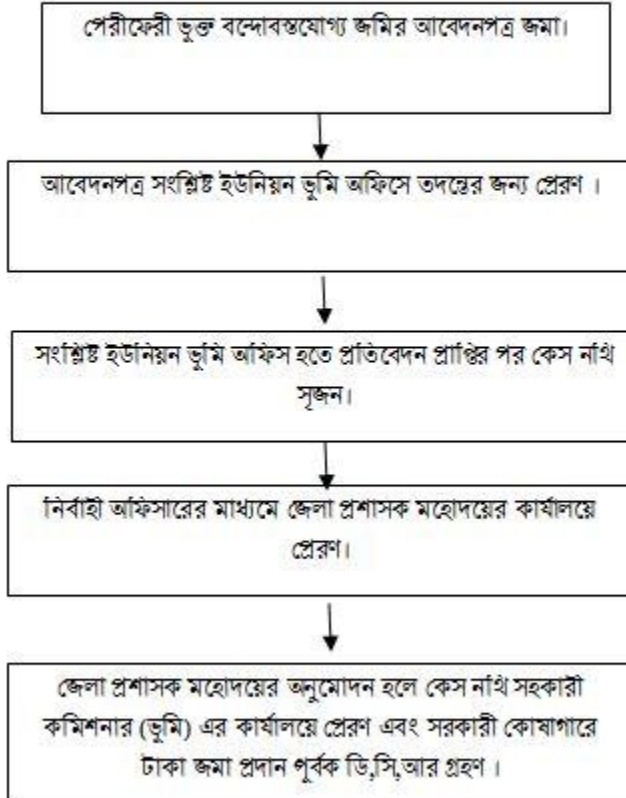 পেরীফেরী ভুক্ত বন্দোবস্তযোগ্য জমির আবেদনপত্র জমা।
আবেদনপত্র সংশ্লিষ্ট ইউনিয়ন ভূমি অফিসে তদন্তের জন্য প্রেরণ ।
সংশ্লিষ্ট ইউনিয়ন ভূমি অফিস হতে প্রতিবেদন প্রাপ্তির পর কেস নথি
সৃজন।
নির্বাহী অফিসারের মাধ্যমে জেলা প্রশাসক মহোদয়ের কার্যালয়ে
প্রেরণ।
জেলা প্রশাসক মহোদয়ের অনুমোদন হলে কেস নথি সহকারী
কমিশনার (ভূমি) এর কার্যালয়ে প্রেরণ এবং সরকারী কোষাগারে
টাকা জমা প্রদান পূর্বক ডি,সি,আর গ্রহণ ।